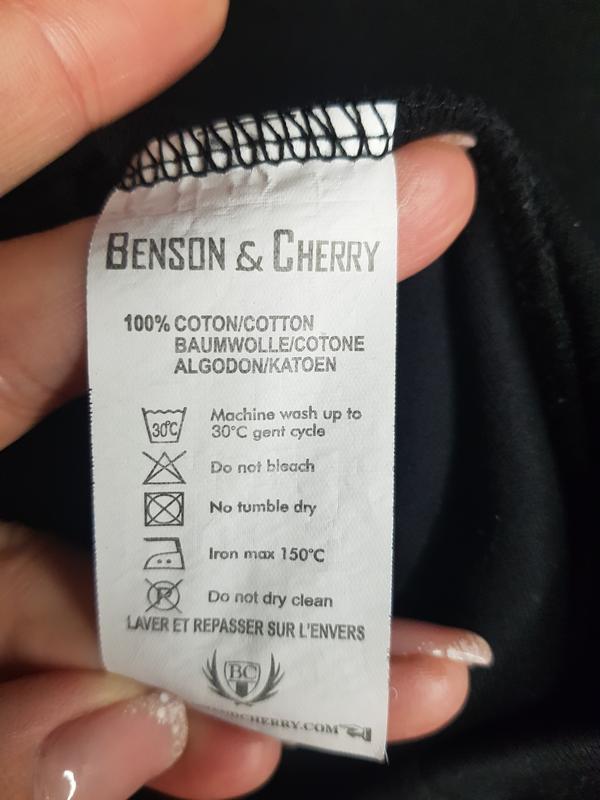 BENSON & CHERRY
100% COTON/COTTON
BAUMWOLLE/COTONE
ALGODON/KATOEN
30°C Machine wash up to
30°C gent cycle
Do not bleach
No tumble dry
Iron max 150°C
P Do not dry clean
LAVER ET REPASSER SUR L'ENVERS
BC